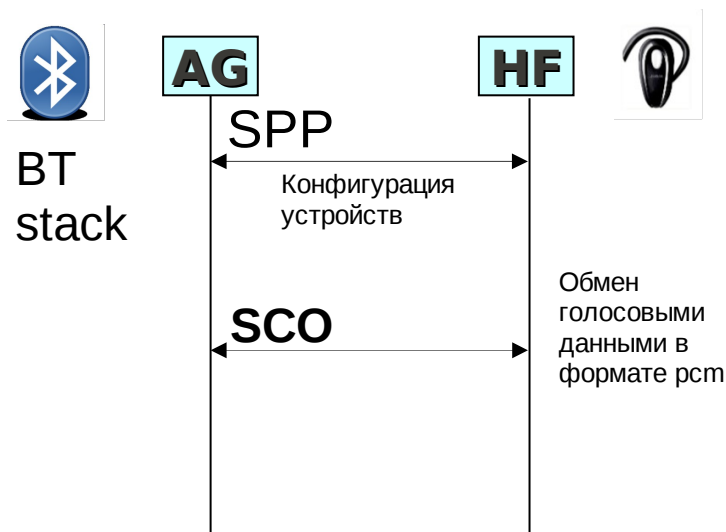 AG
HF
SPP
BT
stack
Конфигурация
устройств
SCO
Обмен
голосовыми
данными в
формате pcm